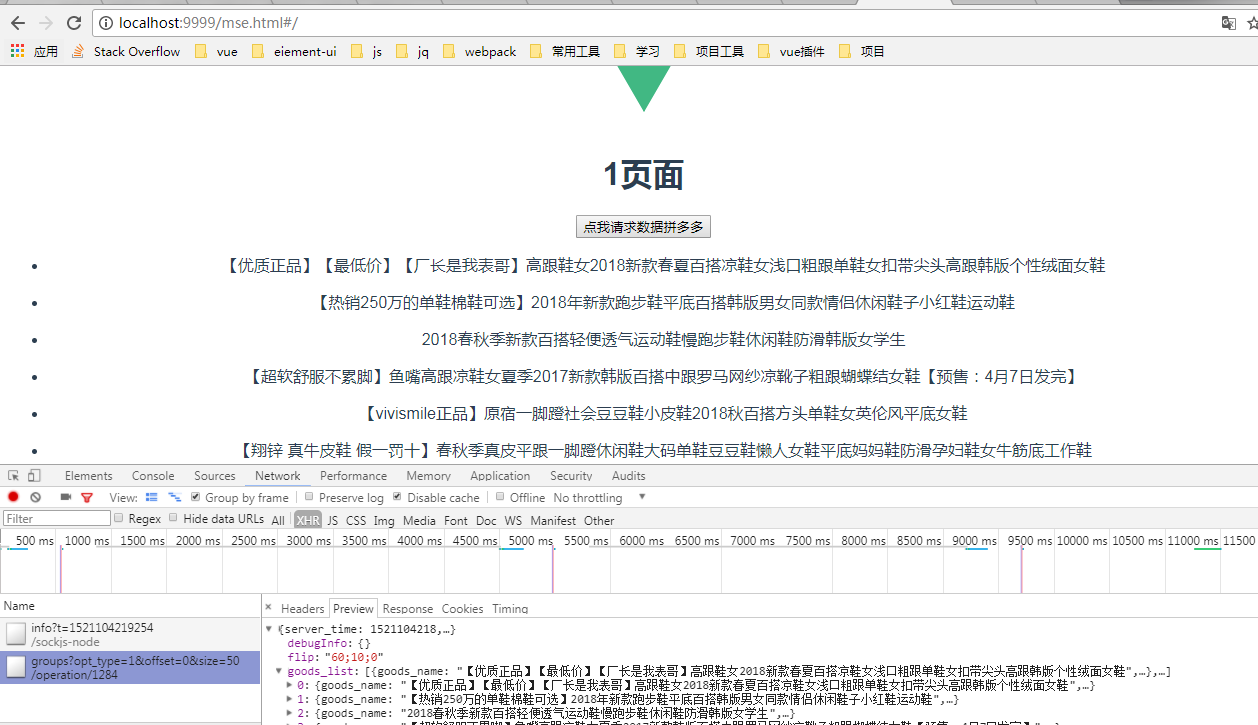 localhost:9999/mse.html#/
应用 Stack Overflow vue eiement-ui js jq webpack 常用工具 学习 项目工具 vue插件 项目
1页面
点我请求数据拼多多
• 【优质正品】【最低价】【厂长是我表哥】高跟鞋女2018新款春夏百搭凉鞋女浅口粗跟单鞋女扣带尖头高跟韩版个性绒面女鞋
• 【热销250万的单鞋棉鞋可选】2018年新款跑步鞋平底百搭韩版男女同款情侣休闲鞋子小红鞋运动鞋
• 2018春秋季新款百搭轻便透气运动鞋慢跑步鞋休闲鞋防滑韩版女学生
• 【超软舒服不累脚】鱼嘴高跟凉鞋女夏季2017新款韩版百搭中跟罗马网纱凉靴子粗跟蝴蝶结女鞋【预售：4月7日发完】
• 【vivismile正品】原宿一脚蹬社会豆豆鞋小皮鞋2018秋百搭方头单鞋女英伦风平底女鞋
• 【翔锌 真牛皮鞋 假一罚十】春秋季真皮平跟一脚蹬休闲鞋大码单鞋豆豆鞋懒人女鞋平底妈妈鞋防滑孕妇鞋女牛筋底工作鞋
Elements Console Sources Network Performance Memory Application Security Audits
View: Group by frame Preserve log Disable cache Offline No throttling
Filter Regex Hide data URLs All XHR JS CSS Img Media Font Doc WS Manifest Other
500 ms 1000 ms 1500 ms 2000 ms 2500 ms 3000 ms 3500 ms 4000 ms 4500 ms 5000 ms 5500 ms 6000 ms 6500 ms 7000 ms 7500 ms 8000 ms 8500 ms 9000 ms 9500 ms 10000 ms 10500 ms 11000 ms 11500
Name
info?t=1521104219254
/sockjs-node
groups?opt_type=1&offset=0&size=50
/operation/1284
× Headers Preview Response Cookies Timing
{server_time: 1521104218,…}
debugInfo: {}
flip: "60;10;0"
goods_list: [{goods_name: "【优质正品】【最低价】【厂长是我表哥】高跟鞋女2018新款春夏百搭凉鞋女浅口粗跟单鞋女扣带尖头高跟韩版个性绒面女鞋",…},…]
0: {goods_name: "【优质正品】【最低价】【厂长是我表哥】高跟鞋女2018新款春夏百搭凉鞋女浅口粗跟单鞋女扣带尖头高跟韩版个性绒面女鞋",…}
1: {goods_name: "【热销250万的单鞋棉鞋可选】2018年新款跑步鞋平底百搭韩版男女同款情侣休闲鞋子小红鞋运动鞋",…}
2: {goods_name: "2018春秋季新款百搭轻便透气运动鞋慢跑步鞋休闲鞋防滑韩版女学生",…}